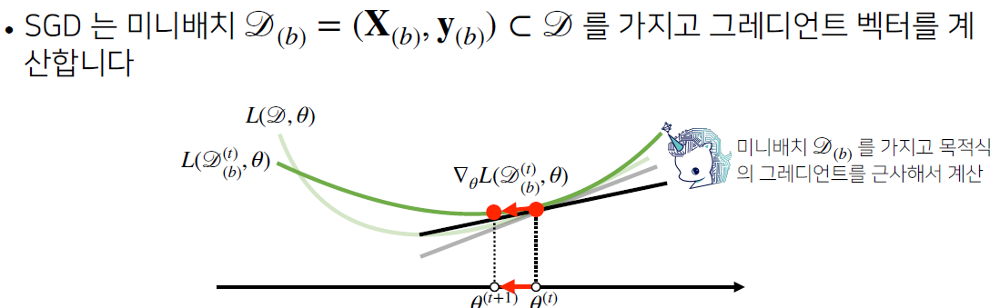 • SGD 는 미니배치 𝒟₍b₎ = (𝐗₍b₎, 𝐲₍b₎) ⊂ 𝒟 를 가지고 그레디언트 벡터를 계
산합니다
L(𝒟, θ)
L(𝒟₍b₎⁽ᵗ⁾, θ)
∇θL(𝒟₍b₎⁽ᵗ⁾, θ)
미니배치 𝒟₍b₎ 를 가지고 목적식
의 그레디언트를 근사해서 계산
θ⁽ᵗ⁺¹⁾ θ⁽ᵗ⁾